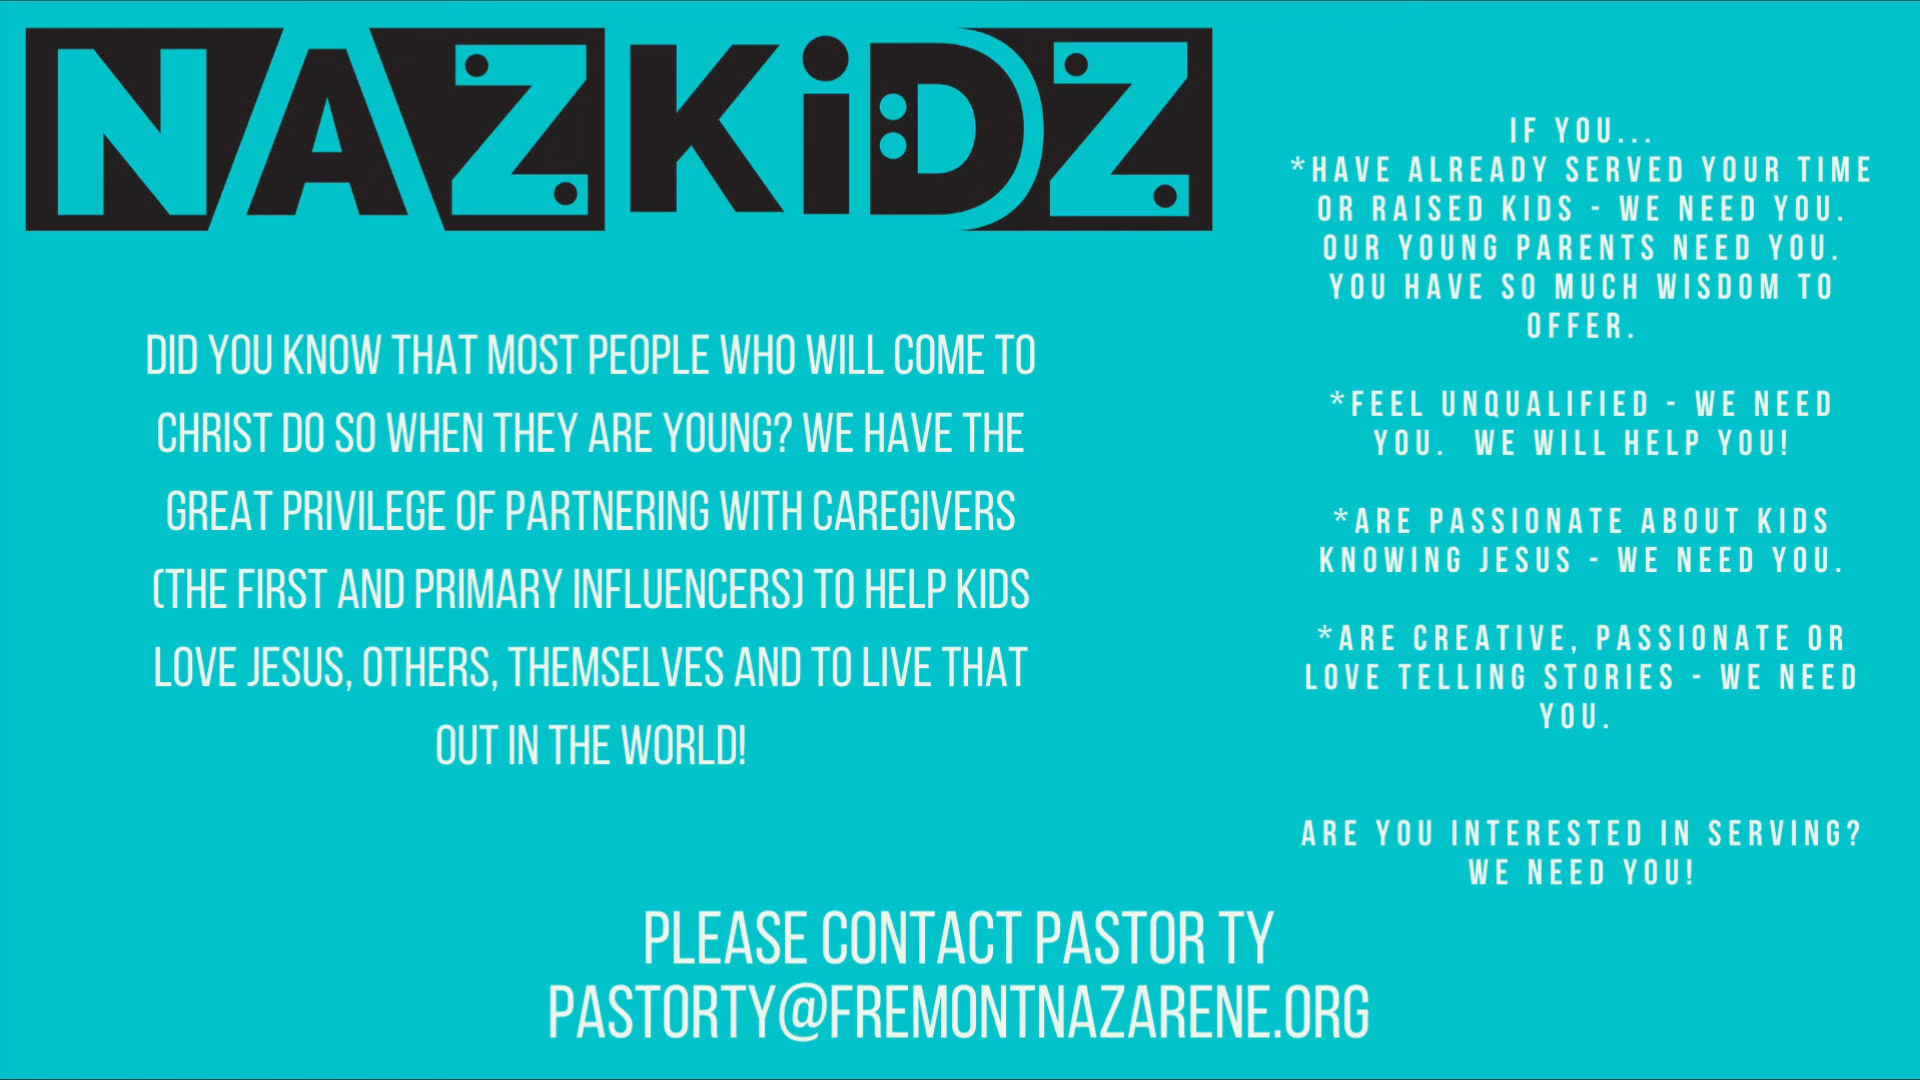 NAZKiDZ
DID YOU KNOW THAT MOST PEOPLE WHO WILL COME TO
CHRIST DO SO WHEN THEY ARE YOUNG? WE HAVE THE
GREAT PRIVILEGE OF PARTNERING WITH CAREGIVERS
(THE FIRST AND PRIMARY INFLUENCERS) TO HELP KIDS
LOVE JESUS, OTHERS, THEMSELVES AND TO LIVE THAT
OUT IN THE WORLD!
IF YOU...
*HAVE ALREADY SERVED YOUR TIME
OR RAISED KIDS - WE NEED YOU.
OUR YOUNG PARENTS NEED YOU.
YOU HAVE SO MUCH WISDOM TO
OFFER.
*FEEL UNQUALIFIED - WE NEED
YOU. WE WILL HELP YOU!
*ARE PASSIONATE ABOUT KIDS
KNOWING JESUS - WE NEED YOU.
*ARE CREATIVE, PASSIONATE OR
LOVE TELLING STORIES - WE NEED
YOU.
ARE YOU INTERESTED IN SERVING?
WE NEED YOU!
PLEASE CONTACT PASTOR TY
PASTORTY@FREMONTNAZARENE.ORG